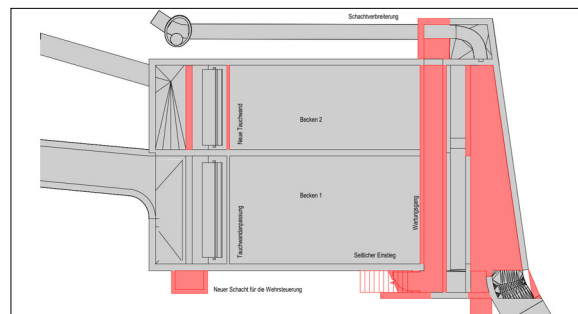 Schachtverbreiterung
Neue Tauchwand
Becken 2
Wartungsgang
Becken 1
Tauchwandanpassung
Seitlicher Einstieg
Neuer Schacht für die Wehrsteuerung